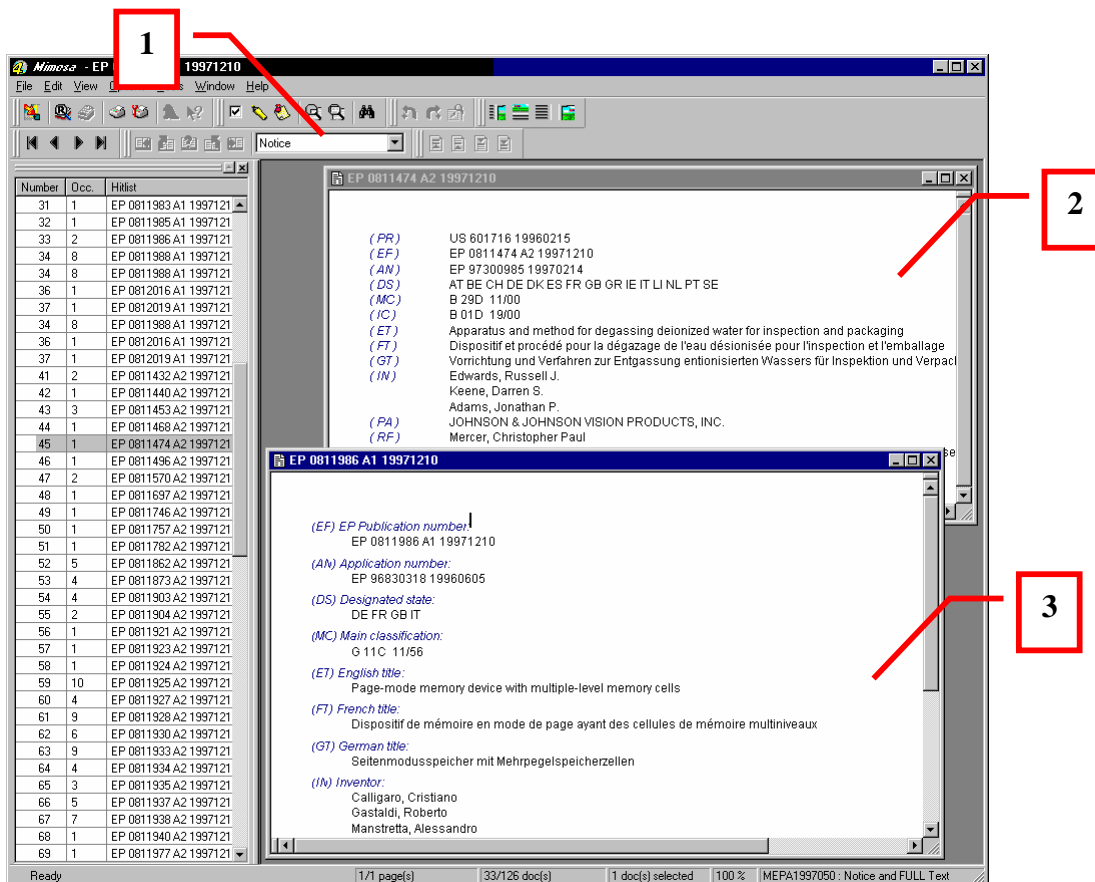 1
Mimosa - EP 19971210
File Edit View Window Help
Notice
Number Occ. Hitlist
31 1 EP 0811983 A1 1997121
32 1 EP 0811985 A1 1997121
33 2 EP 0811986 A1 1997121
34 8 EP 0811988 A1 1997121
34 8 EP 0811988 A1 1997121
36 1 EP 0812016 A1 1997121
37 1 EP 0812019 A1 1997121
34 8 EP 0811988 A1 1997121
36 1 EP 0812016 A1 1997121
37 1 EP 0812019 A1 1997121
41 2 EP 0811432 A2 1997121
42 1 EP 0811440 A2 1997121
43 3 EP 0811453 A2 1997121
44 1 EP 0811468 A2 1997121
45 1 EP 0811474 A2 1997121
46 1 EP 0811496 A2 1997121
47 2 EP 0811570 A2 1997121
48 1 EP 0811697 A2 1997121
49 1 EP 0811746 A2 1997121
50 1 EP 0811757 A2 1997121
51 1 EP 0811782 A2 1997121
52 5 EP 0811862 A2 1997121
53 4 EP 0811873 A2 1997121
54 4 EP 0811903 A2 1997121
55 2 EP 0811904 A2 1997121
56 1 EP 0811921 A2 1997121
57 1 EP 0811923 A2 1997121
58 1 EP 0811924 A2 1997121
59 10 EP 0811925 A2 1997121
60 4 EP 0811927 A2 1997121
61 9 EP 0811928 A2 1997121
62 6 EP 0811930 A2 1997121
63 9 EP 0811933 A2 1997121
64 4 EP 0811934 A2 1997121
65 3 EP 0811935 A2 1997121
66 5 EP 0811937 A2 1997121
67 7 EP 0811938 A2 1997121
68 1 EP 0811940 A2 1997121
69 1 EP 0811977 A2 1997121
EP 0811474 A2 19971210
2
(PR) US 601716 19960215
(EF) EP 0811474 A2 19971210
(AN) EP 97300985 19970214
(DS) AT BE CH DE DK ES FR GB GR IE IT LI NL PT SE
(MC) B 29D 11/00
(IC) B 01D 19/00
(ET) Apparatus and method for degassing deionized water for inspection and packaging
(FT) Dispositif et procédé pour la dégazage de l'eau désionisée pour l'inspection et l'emballage
(GT) Vorrichtung und Verfahren zur Entgassung entionisierten Wassers für Inspektion und Verpacl
(IN) Edwards, Russell J.
Keene, Darren S.
Adams, Jonathan P.
(PA) JOHNSON & JOHNSON VISION PRODUCTS, INC.
(RF) Mercer, Christopher Paul
se
EP 0811986 A1 19971210
3
(EF) EP Publication number:
EP 0811986 A1 19971210
(AN) Application number:
EP 96830318 19960605
(DS) Designated state:
DE FR GB IT
(MC) Main classification:
G 11C 11/56
(ET) English title:
Page-mode memory device with multiple-level memory cells
(FT) French title:
Dispositif de mémoire en mode de page ayant des cellules de mémoire multiniveaux
(GT) German title:
Seitenmodusspeicher mit Mehrpegelspeicherzellen
(IN) Inventor:
Calligaro, Cristiano
Gastaldi, Roberto
Manstretta, Alessandro
Ready 1/1 page(s) 33/126 doc(s) 1 doc(s) selected 100 % MEPA1997050 : Notice and FULL Text